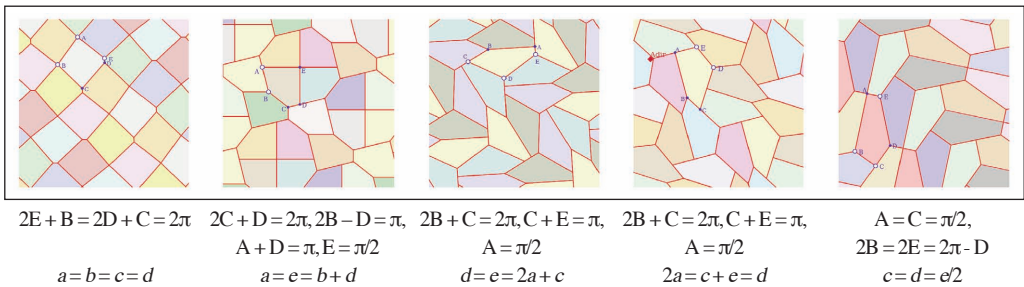 A
B
E
D
C
A
E
B
C
D
B
A
C
E
D
Adir
A
E
D
B
C
A
E
B
D
C
2E + B = 2D + C = 2π
2C + D = 2π, 2B – D = π,
A + D = π, E = π/2
a = e = b + d
2B + C = 2π, C + E = π,
A = π/2
d = e = 2a + c
2B + C = 2π, C + E = π,
A = π/2
2a = c + e = d
A = C = π/2,
2B = 2E = 2π - D
c = d = e/2
a = b = c = d